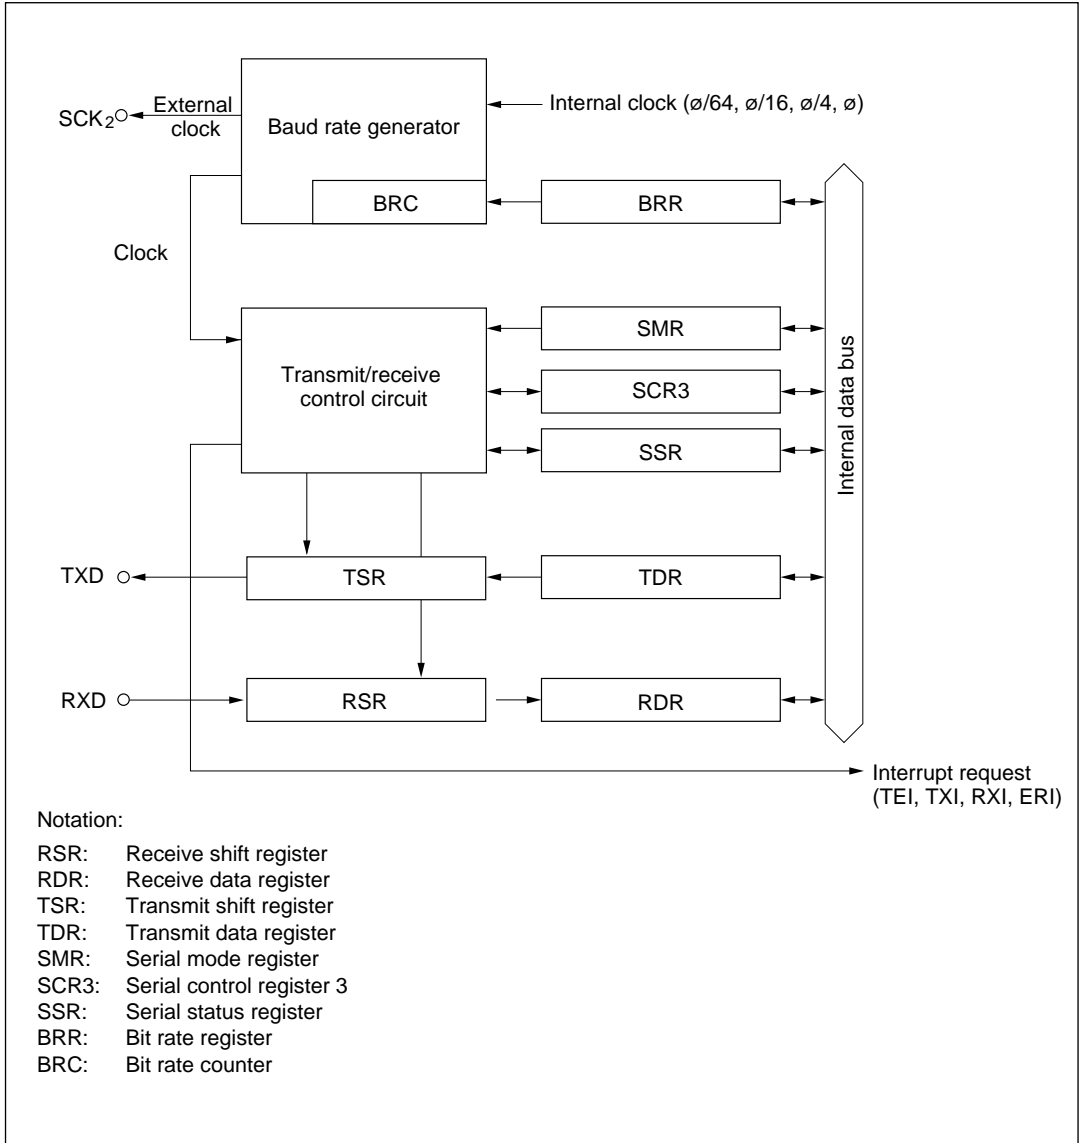 SCK2
External
clock
Baud rate generator
Internal clock (ø/64, ø/16, ø/4, ø)
BRC
BRR
Clock
Transmit/receive
control circuit
SMR
SCR3
SSR
Internal data bus
TXD
TSR
TDR
RXD
RSR
RDR
Interrupt request
(TEI, TXI, RXI, ERI)
Notation:
RSR: Receive shift register
RDR: Receive data register
TSR: Transmit shift register
TDR: Transmit data register
SMR: Serial mode register
SCR3: Serial control register 3
SSR: Serial status register
BRR: Bit rate register
BRC: Bit rate counter